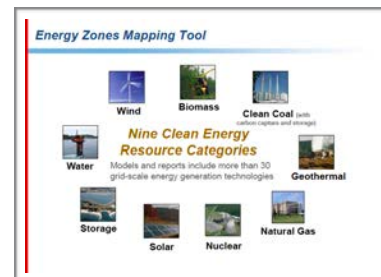 Energy Zones Mapping Tool
Wind
Biomass
Clean Coal (with
carbon capture and storage)
Nine Clean Energy
Resource Categories
Models and reports include more than 30
grid-scale energy generation technologies
Water
Geothermal
Storage
Solar
Nuclear
Natural Gas